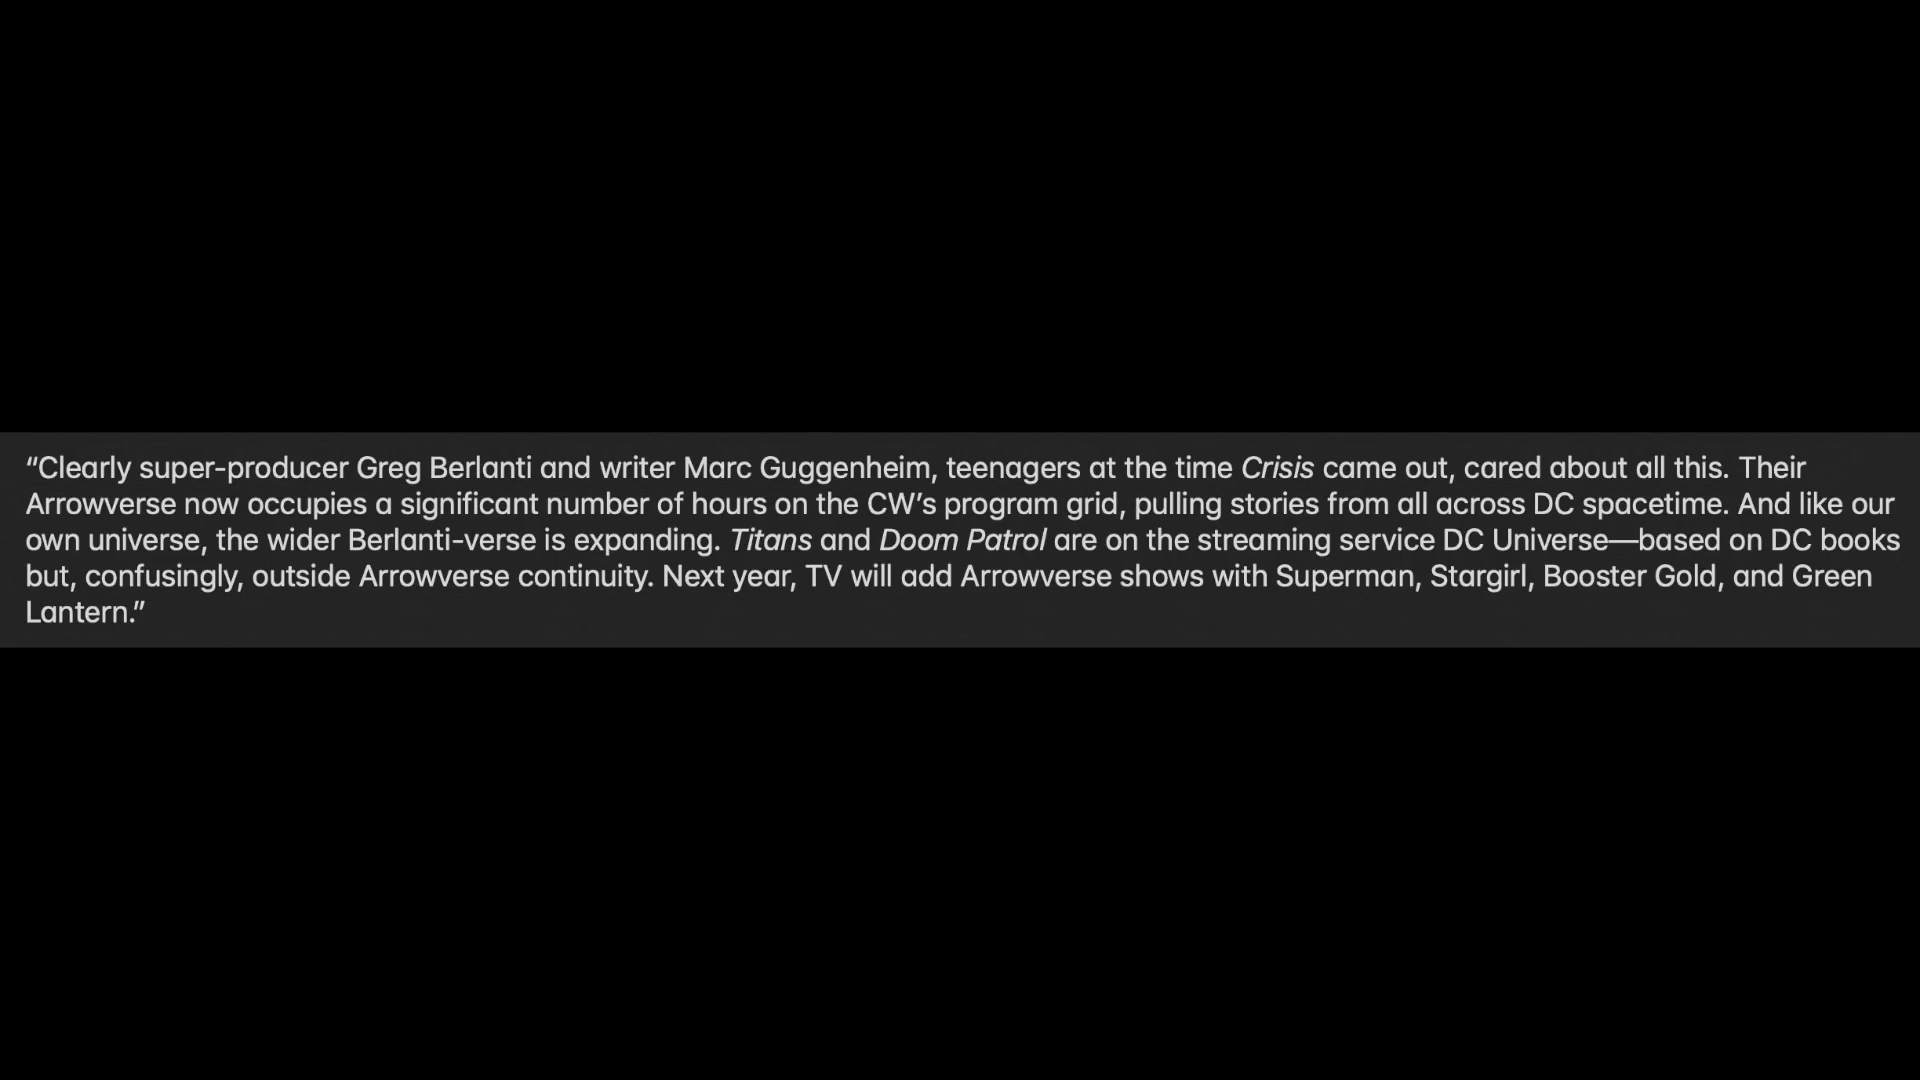 “Clearly super-producer Greg Berlanti and writer Marc Guggenheim, teenagers at the time Crisis came out, cared about all this. Their
Arrowverse now occupies a significant number of hours on the CW’s program grid, pulling stories from all across DC spacetime. And like our
own universe, the wider Berlanti-verse is expanding. Titans and Doom Patrol are on the streaming service DC Universe—based on DC books
but, confusingly, outside Arrowverse continuity. Next year, TV will add Arrowverse shows with Superman, Stargirl, Booster Gold, and Green
Lantern.”